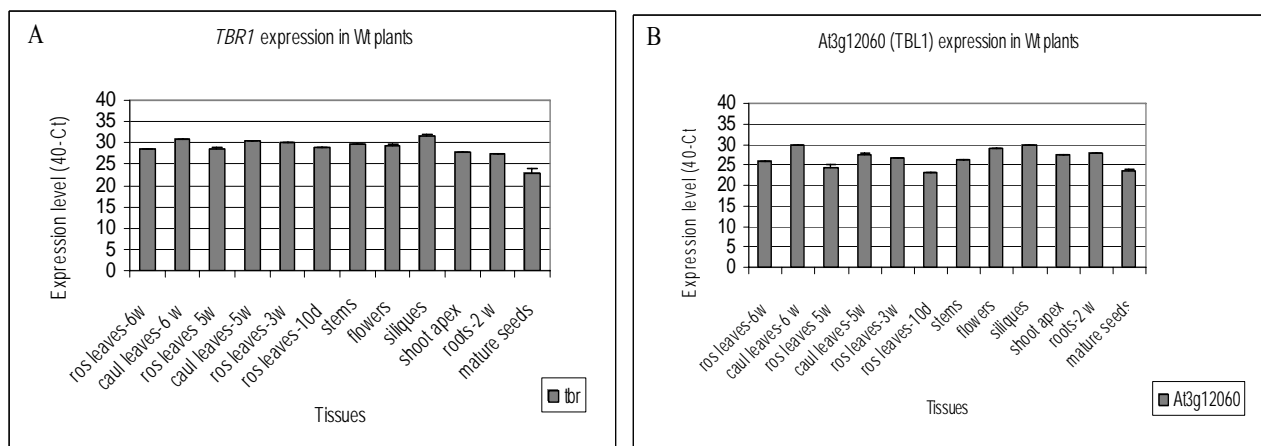 A
TBR1 expression in Wt plants
Expression level (40-Ct)
40
35
30
25
20
15
10
5
0
ros leaves-6w
caul leaves-6 w
ros leaves 5w
caul leaves-5w
ros leaves-3w
ros leaves-10d
stems
flowers
siliques
shoot apex
roots-2 w
mature seeds
Tissues
tbr
B
At3g12060 (TBL1) expression in Wt plants
Expression level (40-Ct
40
35
30
25
20
15
10
5
0
ros leaves-6w
caul leaves-6 w
ros leaves 5w
caul leaves-5w
ros leaves-3w
ros leaves-10d
stems
flowers
siliques
shoot apex
roots-2 w
mature seeds
Tissues
At3g12060